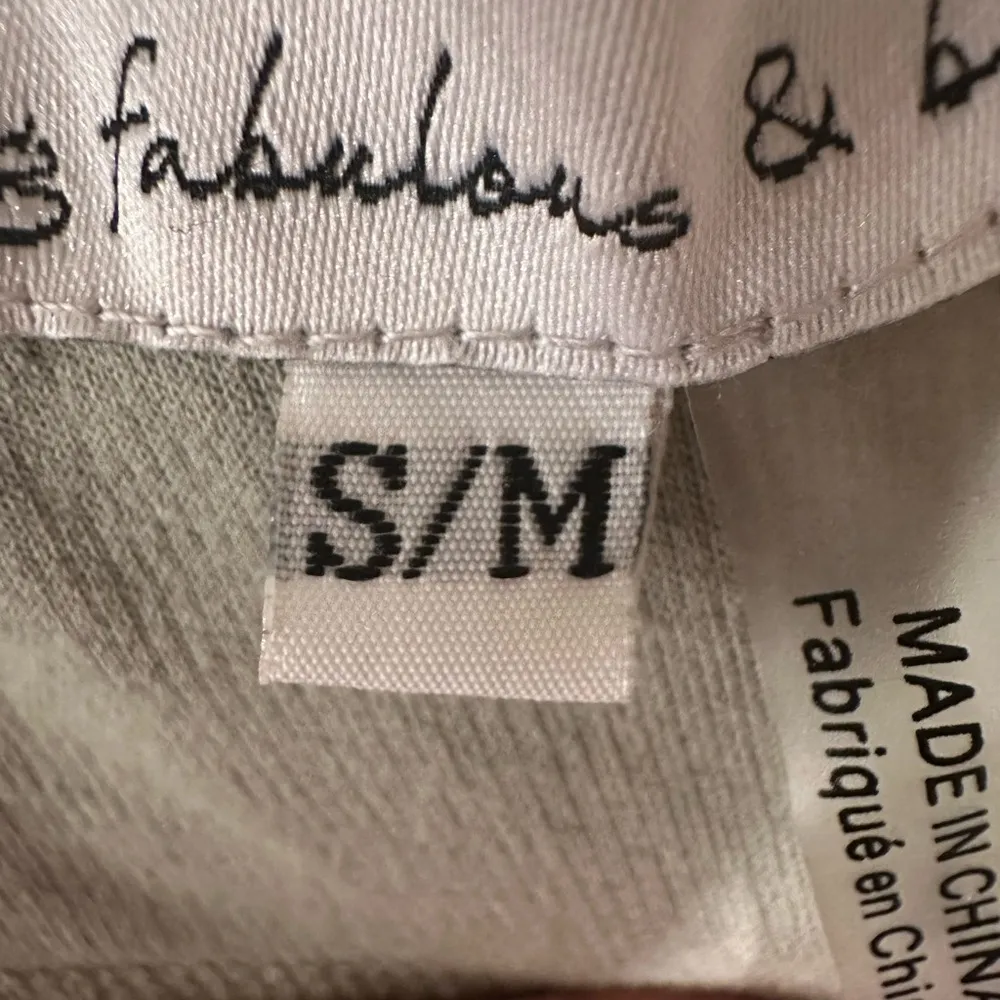 fabulous &
S/M
MADE IN CHINA
Fabriqué en Chi